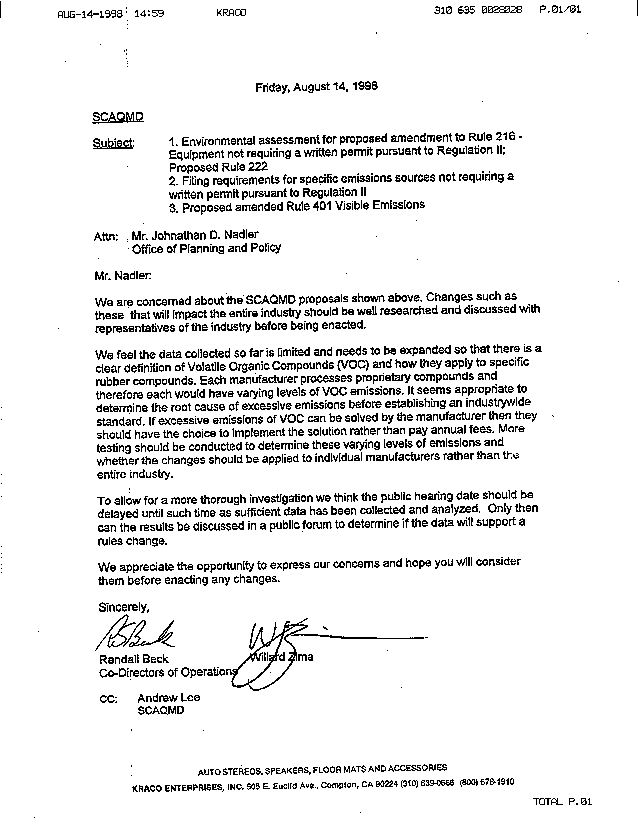 AUG-14-1998 14:59 KRACO 310 635 0028028 P.01/01
Friday, August 14, 1998
SCAQMD
Subject: 1. Environmental assessment for proposed amendment to Rule 216 -
Equipment not requiring a written permit pursuant to Regulation II;
Proposed Rule 222
2. Filing requirements for specific emissions sources not requiring a
written permit pursuant to Regulation II
3. Proposed amended Rule 401 Visible Emissions
Attn: Mr. Johnathan D. Nadler
Office of Planning and Policy
Mr. Nadler:
We are concerned about the SCAQMD proposals shown above. Changes such as
these that will impact the entire industry should be well researched and discussed with
representatives of the industry before being enacted.
We feel the data collected so far is limited and needs to be expanded so that there is a
clear definition of Volatile Organic Compounds (VOC) and how they apply to specific
rubber compounds. Each manufacturer processes proprietary compounds and
therefore each would have varying levels of VOC emissions. It seems appropriate to
determine the root cause of excessive emissions before establishing an industrywide
standard. If excessive emissions of VOC can be solved by the manufacturer then they
should have the choice to implement the solution rather than pay annual fees. More
testing should be conducted to determine these varying levels of emissions and
whether the changes should be applied to individual manufacturers rather than the
entire industry.
To allow for a more thorough investigation we think the public hearing date should be
delayed until such time as sufficient data has been collected and analyzed. Only then
can the results be discussed in a public forum to determine if the data will support a
rules change.
We appreciate the opportunity to express our concerns and hope you will consider
them before enacting any changes.
Sincerely,
Randall Beck Willard Zima
Co-Directors of Operations
CC: Andrew Lee
SCAQMD
AUTO STEREOS, SPEAKERS, FLOOR MATS AND ACCESSORIES
KRACO ENTERPRISES, INC. 505 E. Euclid Ave., Compton, CA 90224 (310) 639-0666 (800) 678-1910
TOTAL P.01